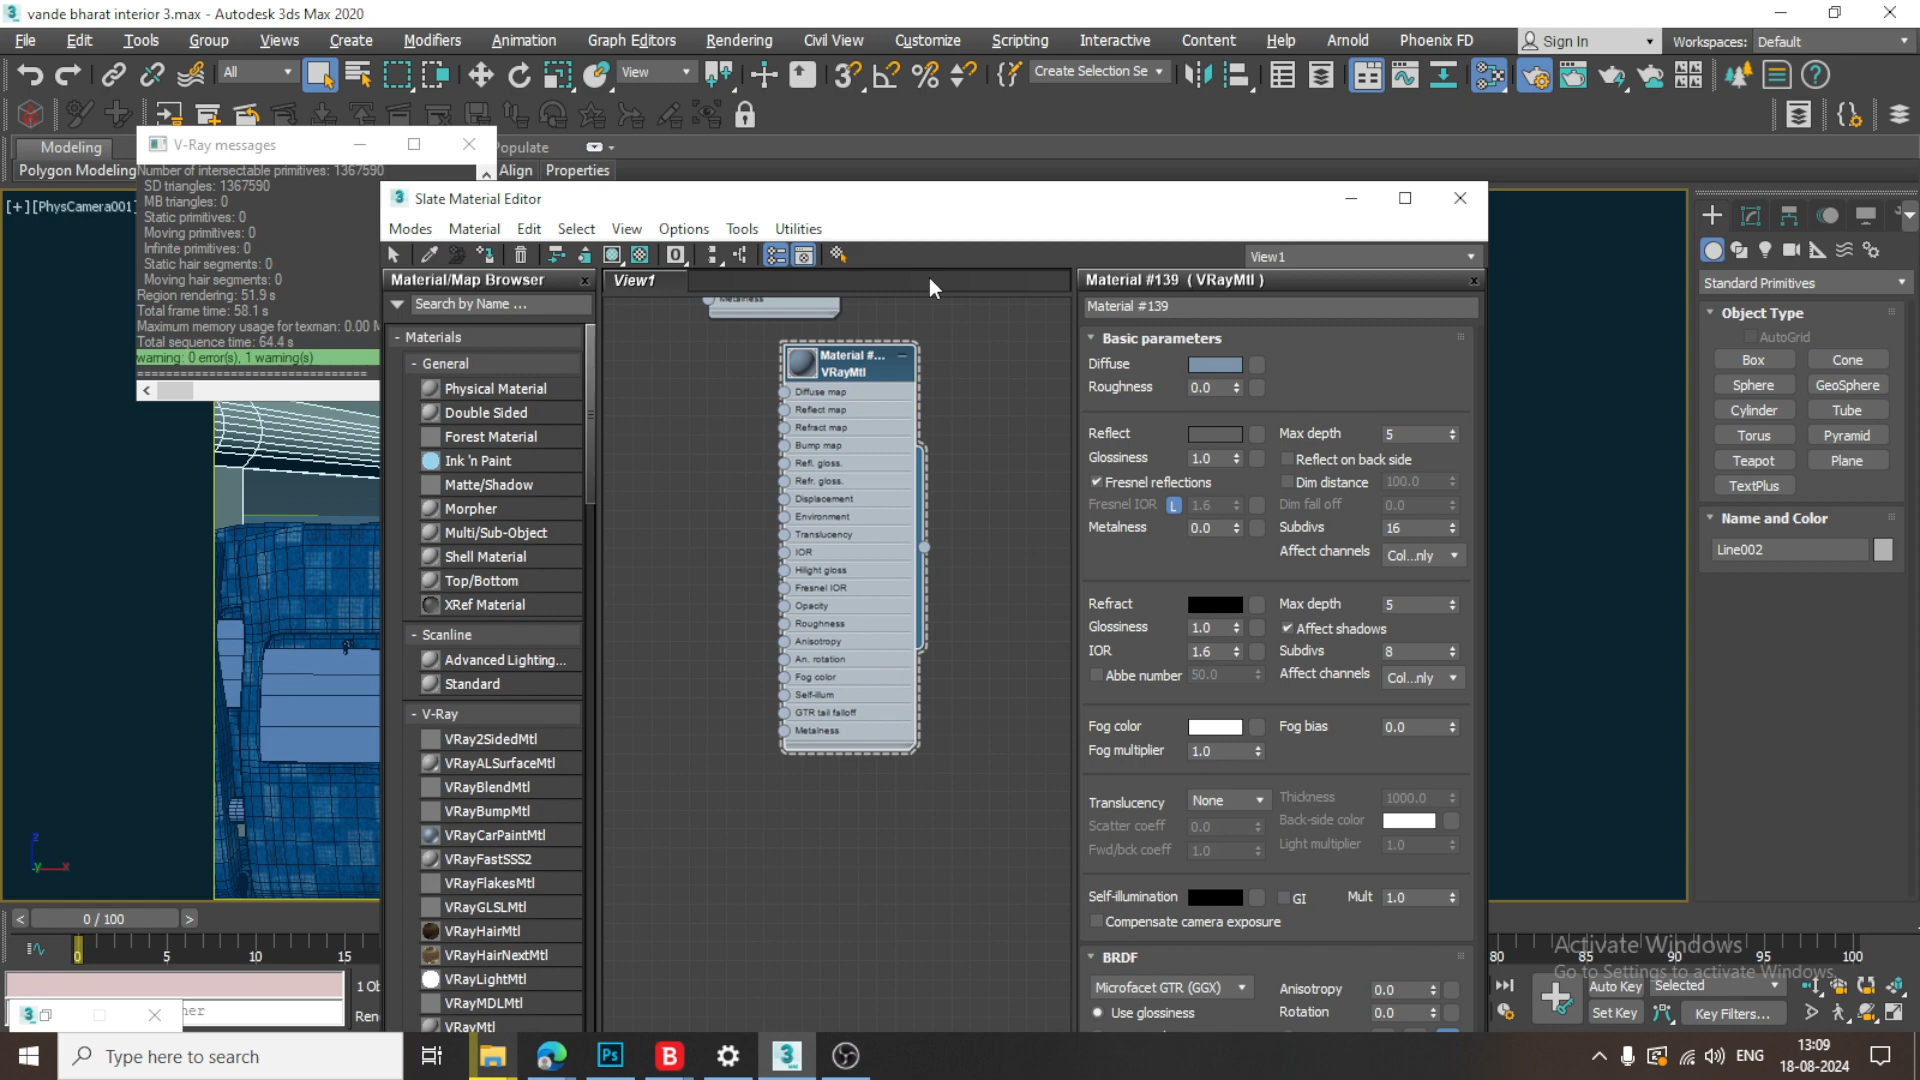 vande bharat interior 3.max - Autodesk 3ds Max 2020
File Edit Tools Group Views Create Modifiers Animation Graph Editors Rendering Civil View Customize Scripting Interactive Content Help Arnold Phoenix FD Sign In Workspaces: Default
All View Create Selection Se
Modeling Populate
Polygon Modeling Align Properties
V-Ray messages
Number of intersectable primitives: 1367590
SD triangles: 1367590
MB triangles: 0
Static primitives: 0
Moving primitives: 0
Infinite primitives: 0
Static hair segments: 0
Moving hair segments: 0
Region rendering: 51.9 s
Total frame time: 58.1 s
Maximum memory usage for texman: 0.00 M
Total sequence time: 64.4 s
warning: 0 error(s), 1 warning(s)
==============================
[+][PhysCamera001]
Slate Material Editor
Modes Material Edit Select View Options Tools Utilities
View1
Material/Map Browser
Search by Name ...
- Materials
- General
Physical Material
Double Sided
Forest Material
Ink 'n Paint
Matte/Shadow
Morpher
Multi/Sub-Object
Shell Material
Top/Bottom
XRef Material
- Scanline
Advanced Lighting...
Standard
- V-Ray
VRay2SidedMtl
VRayALSurfaceMtl
VRayBlendMtl
VRayBumpMtl
VRayCarPaintMtl
VRayFastSSS2
VRayFlakesMtl
VRayGLSLMtl
VRayHairMtl
VRayHairNextMtl
VRayLightMtl
VRayMDLMtl
VRayMtl
View1
Metalness
Material #...
VRayMtl
Diffuse map
Reflect map
Refract map
Bump map
Refl. gloss.
Refr. gloss.
Displacement
Environment
Translucency
IOR
Hilight gloss
Fresnel IOR
Opacity
Roughness
Anisotropy
An. rotation
Fog color
Self-illum
GTR tail falloff
Metalness
Material #139 ( VRayMtl )
Material #139
Basic parameters
Diffuse
Roughness 0.0
Reflect Max depth 5
Glossiness 1.0 Reflect on back side
Fresnel reflections Dim distance 100.0
Fresnel IOR L 1.6 Dim fall off 0.0
Metalness 0.0 Subdivs 16
Affect channels Col...nly
Refract Max depth 5
Glossiness 1.0 Affect shadows
IOR 1.6 Subdivs 8
Abbe number 50.0 Affect channels Col...nly
Fog color Fog bias 0.0
Fog multiplier 1.0
Translucency None Thickness 1000.0
Scatter coeff 0.0 Back-side color
Fwd/bck coeff 1.0 Light multiplier 1.0
Self-illumination GI Mult 1.0
Compensate camera exposure
BRDF
Microfacet GTR (GGX) Anisotropy 0.0
Use glossiness Rotation 0.0
Standard Primitives
Object Type
AutoGrid
Box Cone
Sphere GeoSphere
Cylinder Tube
Torus Pyramid
Teapot Plane
TextPlus
Name and Color
Line002
z
y x
< 0 / 100 >
0 5 10 15 80 85 90 95 100
1 Ob
Ren
Activate Windows
Go to Settings to activate Windows.
Auto Key Selected
Set Key Key Filters...
Type here to search
Ps B 3
ENG
13:09
18-08-2024